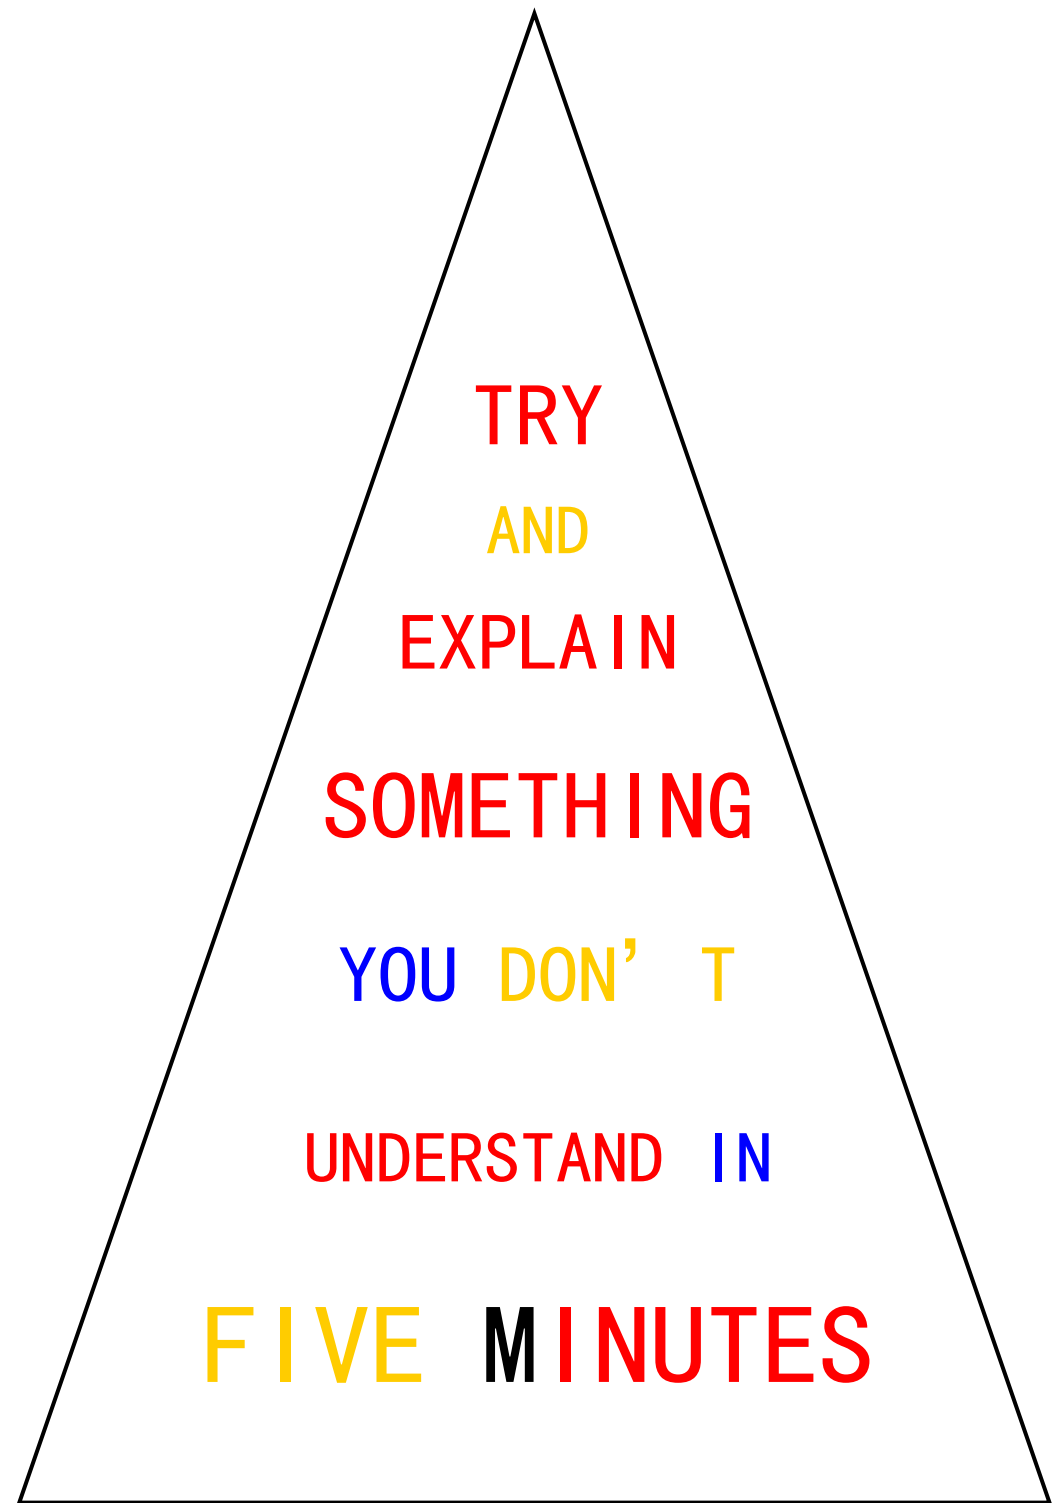 TRY
AND
EXPLAIN
SOMETHING
YOU DON’ T
UNDERSTAND IN
FIVE MINUTES